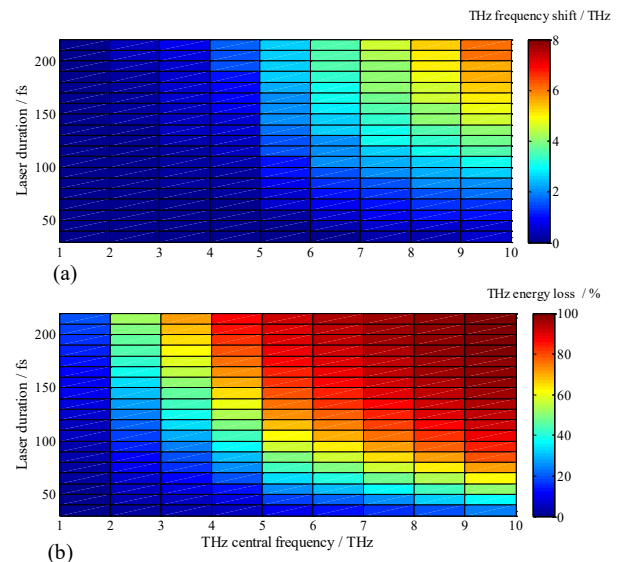 THz frequency shift / THz
Laser duration / fs
200
150
100
50
1 2 3 4 5 6 7 8 9 10
8
6
4
2
0
(a)
THz energy loss / %
Laser duration / fs
200
150
100
50
1 2 3 4 5 6 7 8 9 10
100
80
60
40
20
0
THz central frequency / THz
(b)